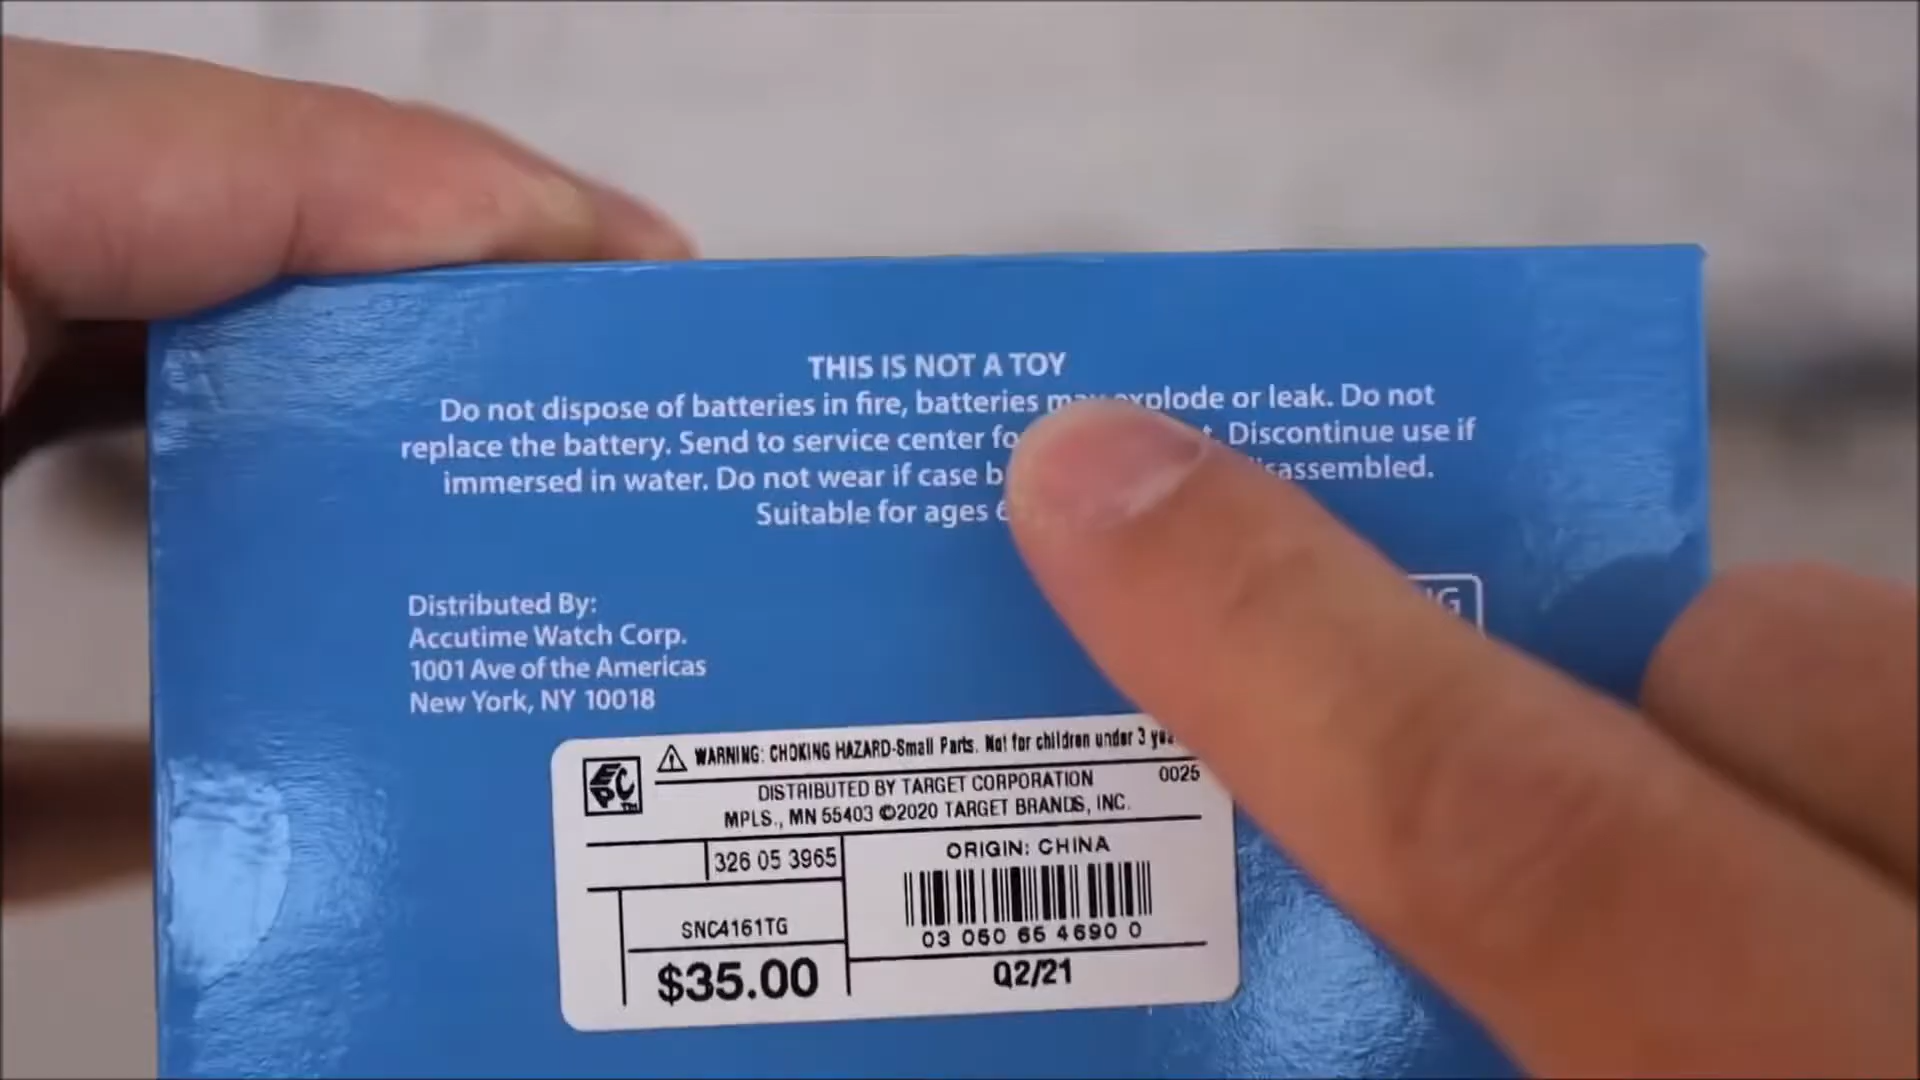 THIS IS NOT A TOY
Do not dispose of batteries in fire, batteries may explode or leak. Do not
replace the battery. Send to service center Discontinue use if
immersed in water. Do not wear if case
Suitable for ages
Distributed By:
Accutime Watch Corp.
1001 Ave of the Americas
New York, NY 10018
WARNING: CHOKING HAZARD-Small Parts. Not for children under 3
DISTRIBUTED BY TARGET CORPORATION 0025
MPLS., MN 55403 ©2020 TARGET BRANDS, INC.
326 05 3965
ORIGIN: CHINA
SNC4161TG
03 060 66 4690 0
$35.00
Q2/21